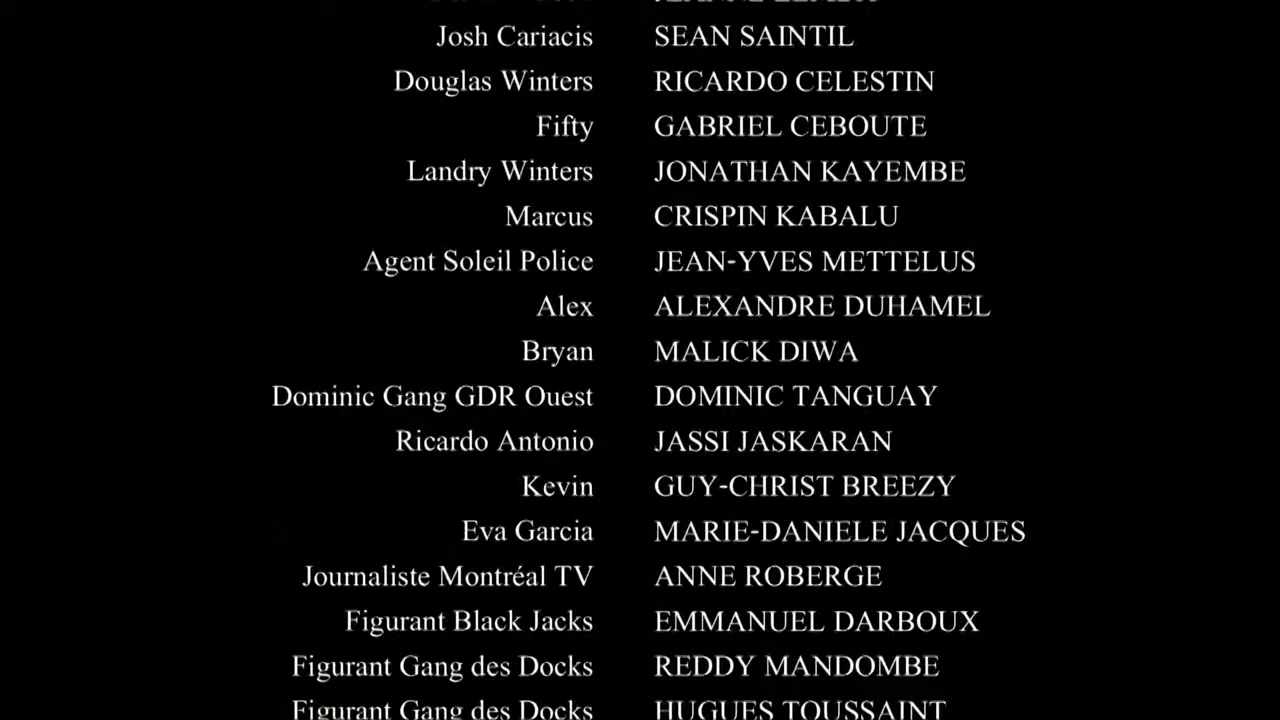 Josh Cariacis SEAN SAINTIL
Douglas Winters RICARDO CELESTIN
Fifty GABRIEL CEBOUTE
Landry Winters JONATHAN KAYEMBE
Marcus CRISPIN KABALU
Agent Soleil Police JEAN-YVES METTELUS
Alex ALEXANDRE DUHAMEL
Bryan MALICK DIWA
Dominic Gang GDR Ouest DOMINIC TANGUAY
Ricardo Antonio JASSI JASKARAN
Kevin GUY-CHRIST BREEZY
Eva Garcia MARIE-DANIELE JACQUES
Journaliste Montréal TV ANNE ROBERGE
Figurant Black Jacks EMMANUEL DARBOUX
Figurant Gang des Docks REDDY MANDOMBE
Figurant Gang des Docks HUGUES TOUSSAINT